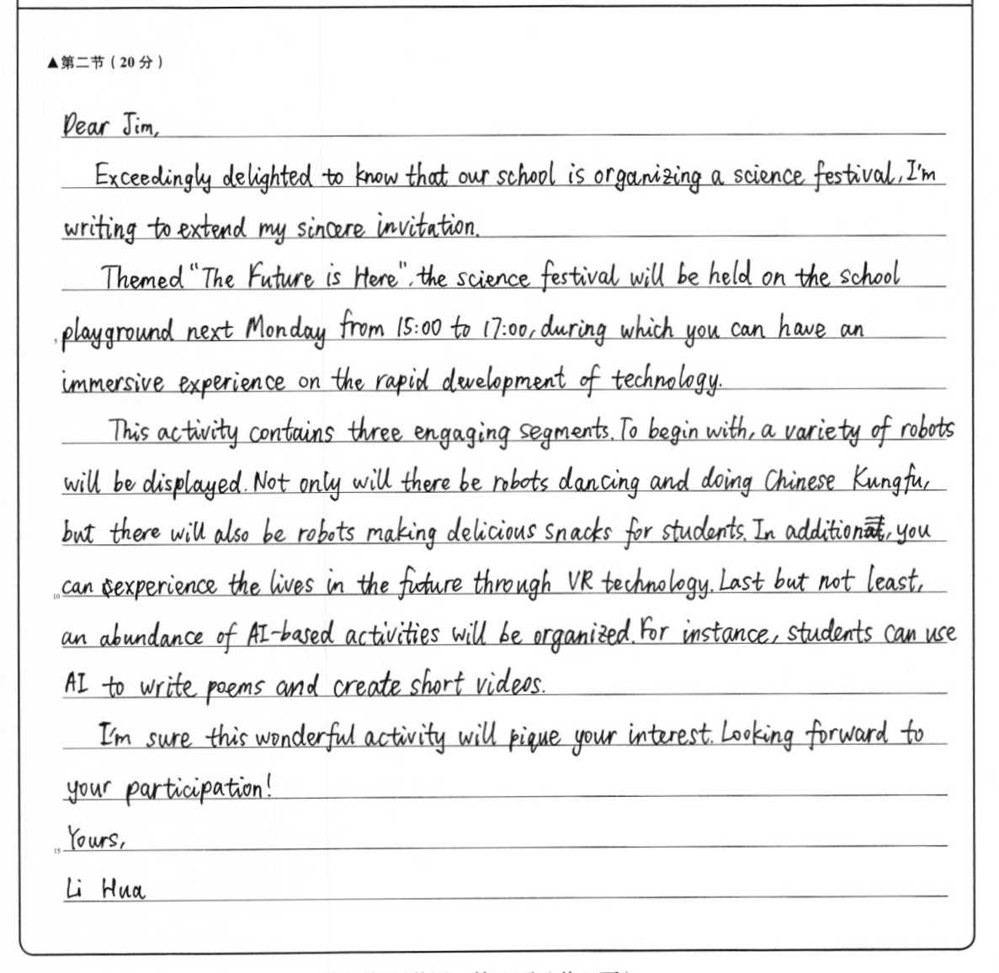 ▲第二节（20分）
Dear Jim,
Exceedingly delighted to know that our school is organizing a science festival, I'm
writing to extend my sincere invitation.
Themed "The Future is Here", the science festival will be held on the school
playground next Monday from 15:00 to 17:00, during which you can have an
immersive experience on the rapid development of technology.
This activity contains three engaging segments. To begin with, a variety of robots
will be displayed. Not only will there be robots dancing and doing Chinese Kungfu,
but there will also be robots making delicious snacks for students. In addition, you
10 can experience the lives in the future through VR technology. Last but not least,
an abundance of AI-based activities will be organized. For instance, students can use
AI to write poems and create short videos.
I'm sure this wonderful activity will pique your interest. Looking forward to
your participation!
15 Yours,
Li Hua